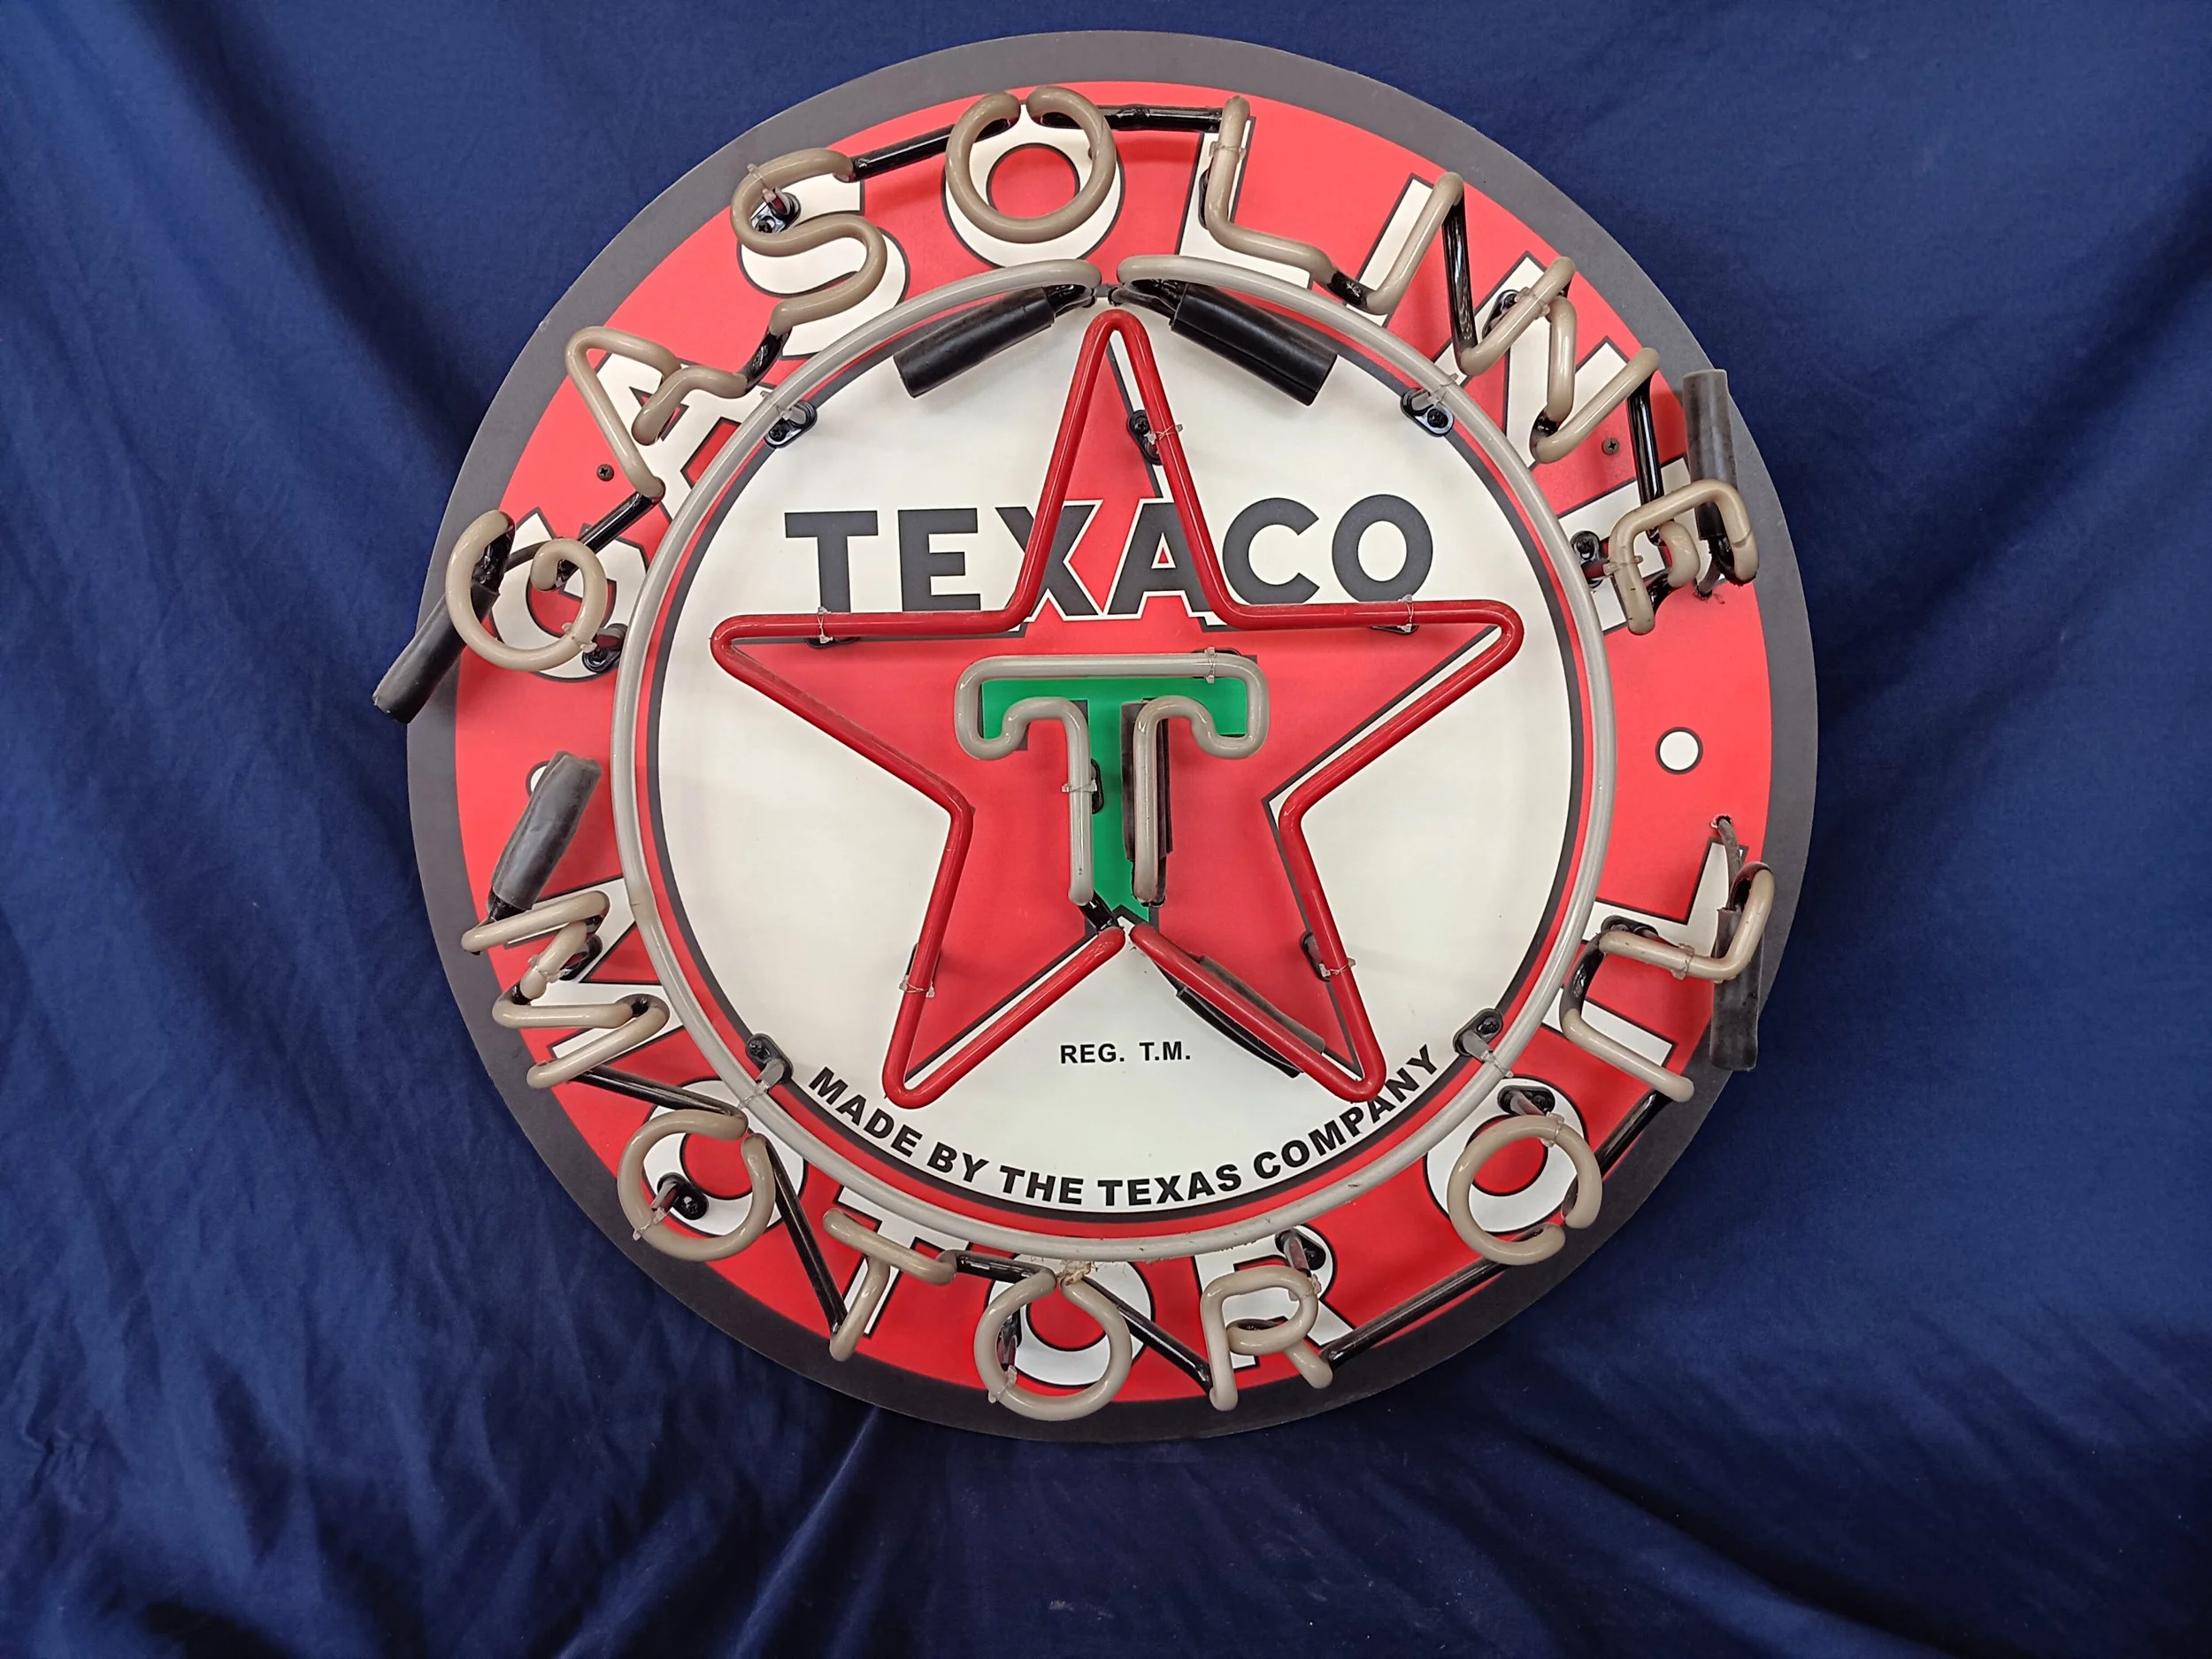 GASOLINE
TEXACO
T
REG. T.M.
MADE BY THE TEXAS COMPANY
MOTOR OIL